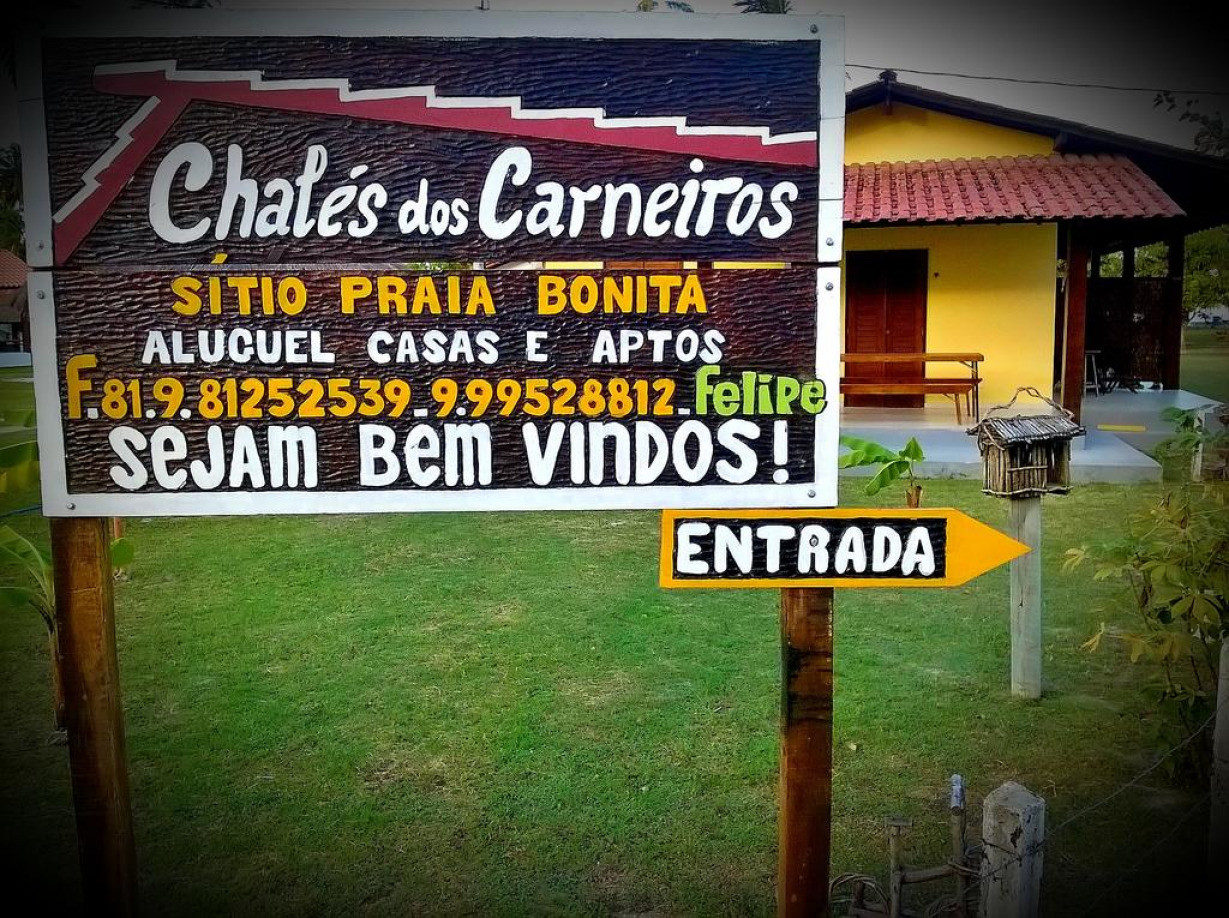 Chalés dos Carneiros
SÍTIO PRAIA BONITA
ALUGUEL CASAS E APTOS
F.81.9.81252539_9.99528812_Felipe
SEJAM BEM VINDOS!
ENTRADA